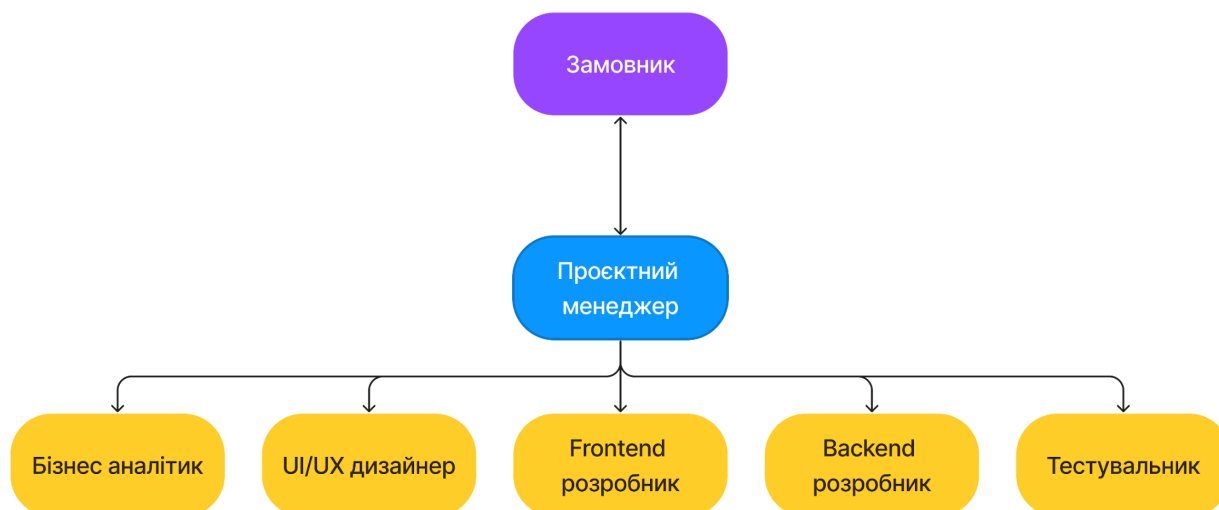 Замовник
Проєктний
менеджер
Бізнес аналітик
UI/UX дизайнер
Frontend
розробник
Backend
розробник
Тестувальник